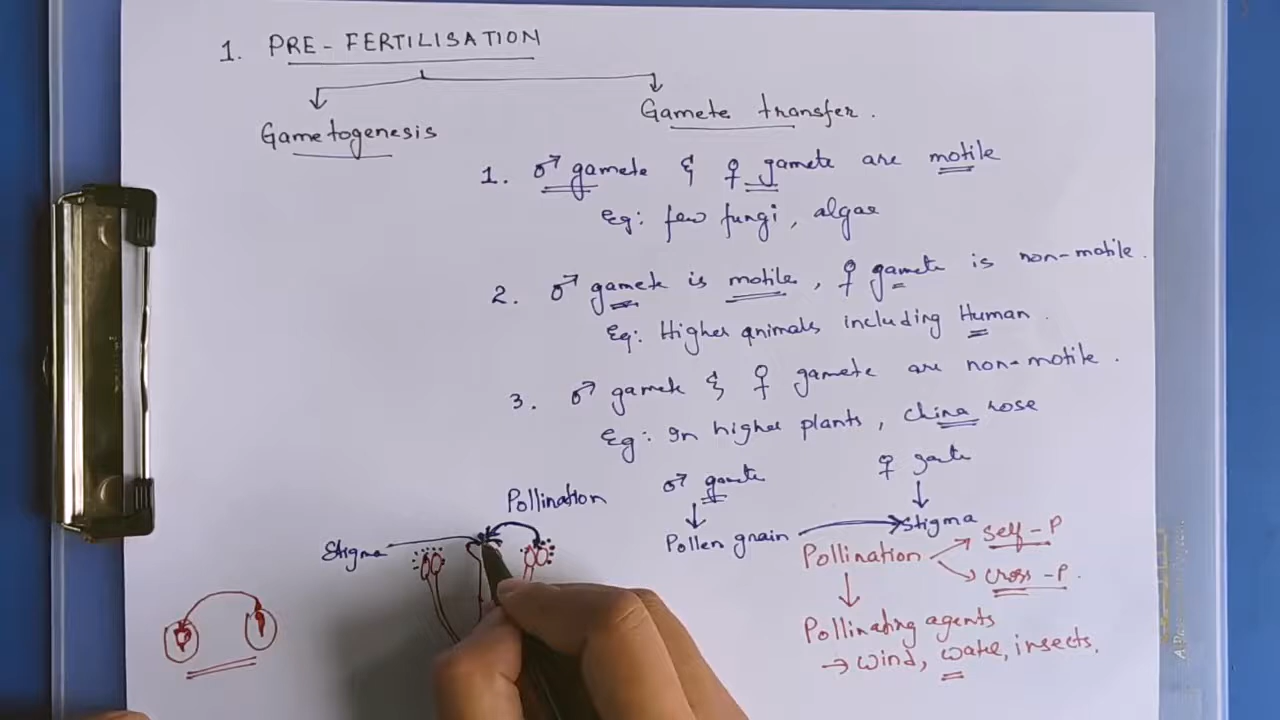 1. PRE-FERTILISATION
Gametogenesis
Gamete transfer.
1. ♂ gamete & ♀ gamete are motile
Eg: few fungi, algae
2. ♂ gamete is motile, ♀ gamete is non-motile.
Eg: Higher animals including Human.
3. ♂ gamete & ♀ gamete are non-motile.
Eg: In higher plants, china rose
♂ gamete
♀ gamete
Pollination
Stigma
Pollen grain
Stigma
Pollination
self-P
cross-P.
Pollinating agents
→ wind, water, insects.